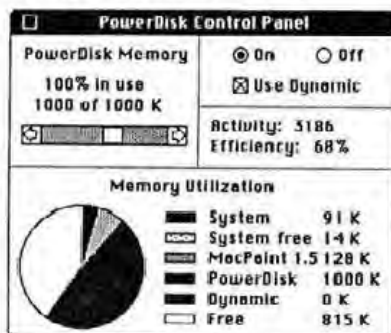 PowerDisk Control Panel
PowerDisk Memory
100% in use
1000 of 1000 K
On Off
Use Dynamic
Activity: 3186
Efficiency: 68%
Memory Utilization
System 91 K
System free 14 K
MacPaint 1.5 128 K
PowerDisk 1000 K
Dynamic 0 K
Free 815 K